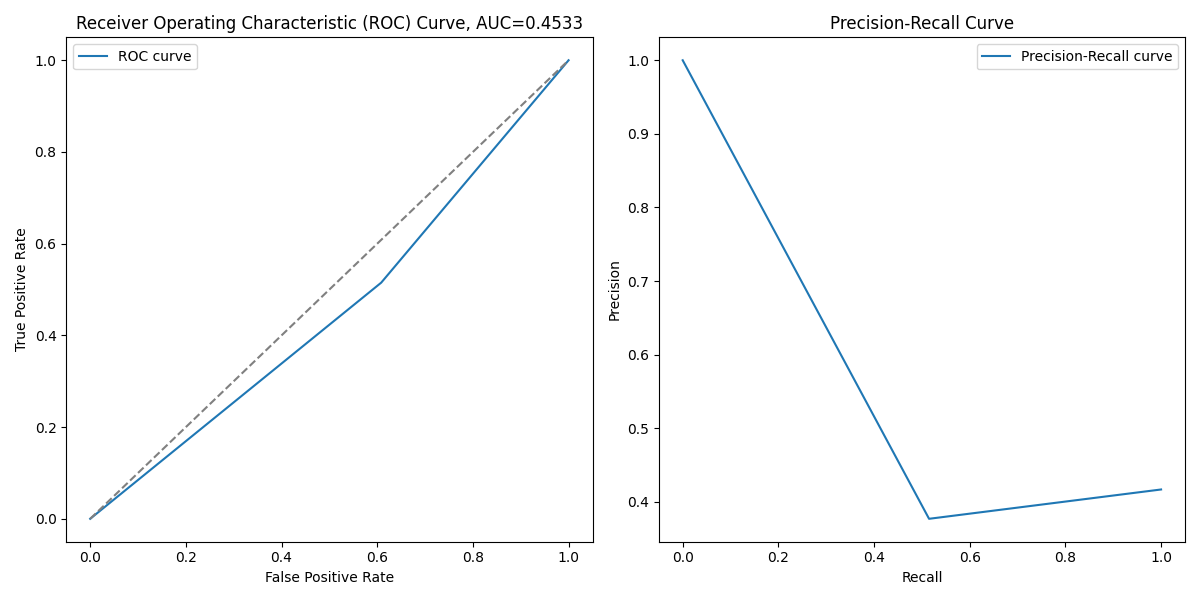 Receiver Operating Characteristic (ROC) Curve, AUC=0.4533
ROC curve
True Positive Rate
1.0
0.8
0.6
0.4
0.2
0.0
0.0 0.2 0.4 0.6 0.8 1.0
False Positive Rate
Precision-Recall Curve
Precision-Recall curve
Precision
1.0
0.9
0.8
0.7
0.6
0.5
0.4
0.0 0.2 0.4 0.6 0.8 1.0
Recall